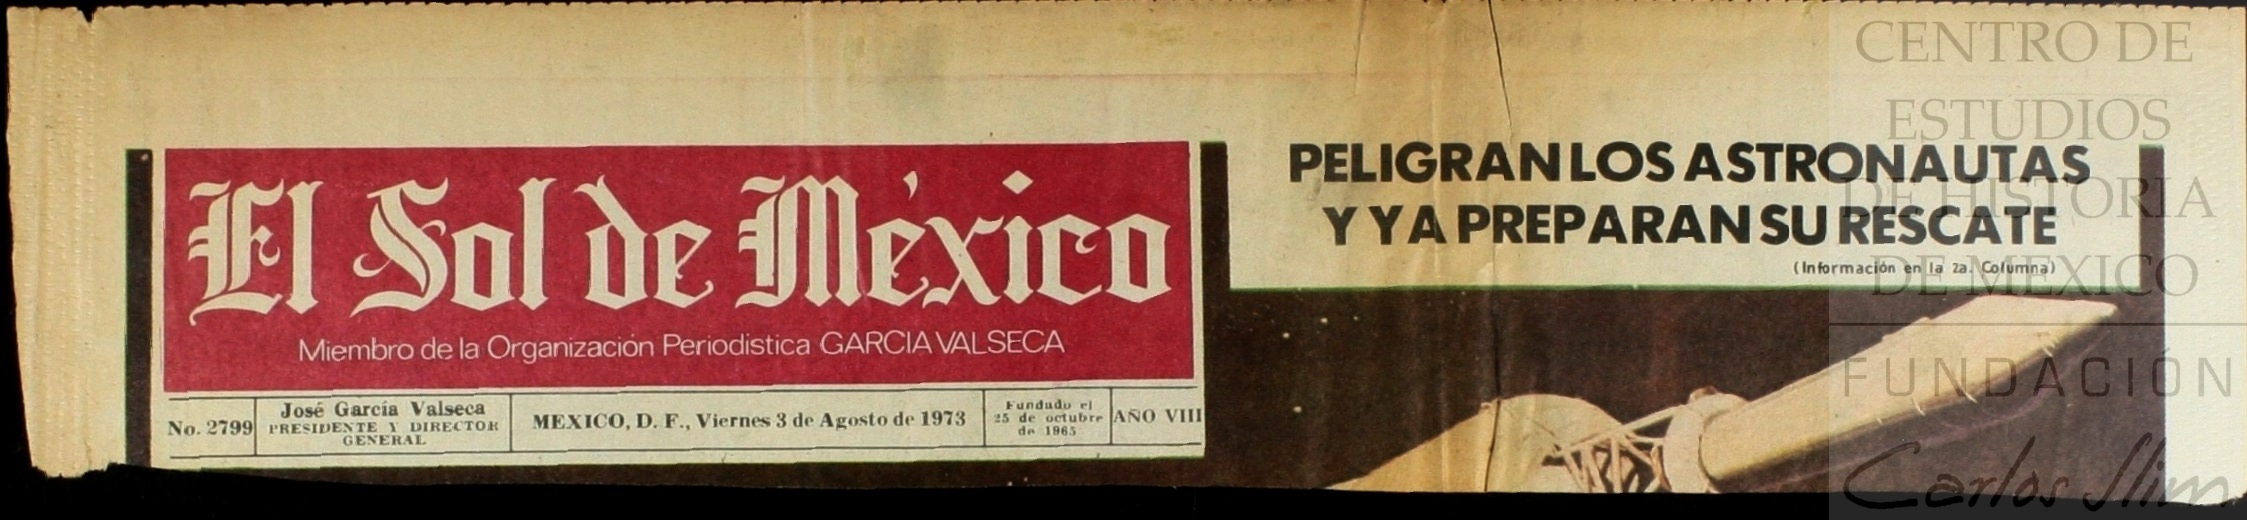 El Sol de México
Miembro de la Organización Periodistica GARCIA VALSECA
No. 2799
José García Valseca
PRESIDENTE Y DIRECTOR
GENERAL
MEXICO, D. F., Viernes 3 de Agosto de 1973
Fundado el
25 de octubre
de 1965
AÑO VIII
PELIGRAN LOS ASTRONAUTAS
Y YA PREPARAN SU RESCATE
(Información en la 2a. Columna)
CENTRO DE
ESTUDIOS
DE HISTORIA
DE MEXICO
FUNDACIÓN
Carlos Slim